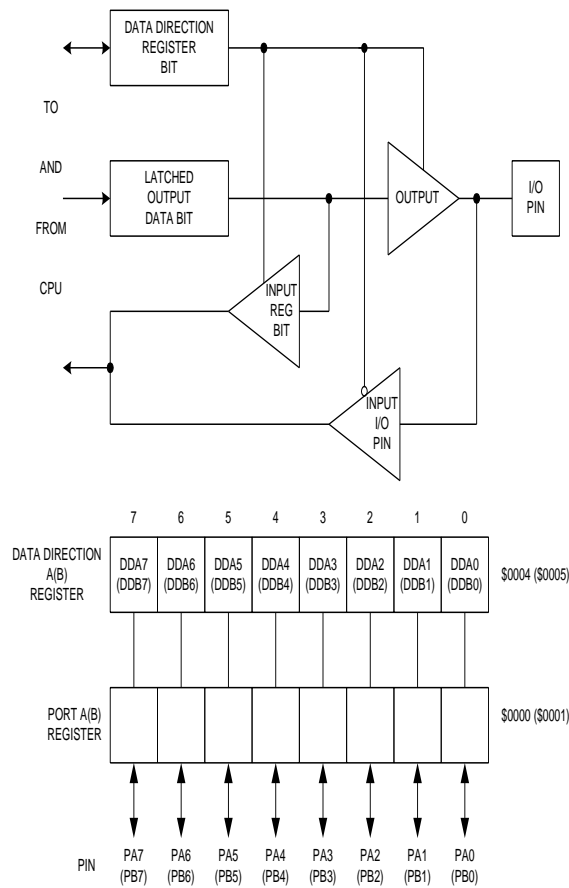 DATA DIRECTION
REGISTER
BIT
TO
AND
FROM
CPU
LATCHED
OUTPUT
DATA BIT
OUTPUT
I/O
PIN
INPUT
REG
BIT
INPUT
I/O
PIN
7 6 5 4 3 2 1 0
DATA DIRECTION
A(B)
REGISTER
DDA7 DDA6 DDA5 DDA4 DDA3 DDA2 DDA1 DDA0
(DDB7) (DDB6) (DDB5) (DDB4) (DDB3) (DDB2) (DDB1) (DDB0)
$0004 ($0005)
PORT A(B)
REGISTER
$0000 ($0001)
PIN
PA7 PA6 PA5 PA4 PA3 PA2 PA1 PA0
(PB7) (PB6) (PB5) (PB4) (PB3) (PB2) (PB1) (PB0)